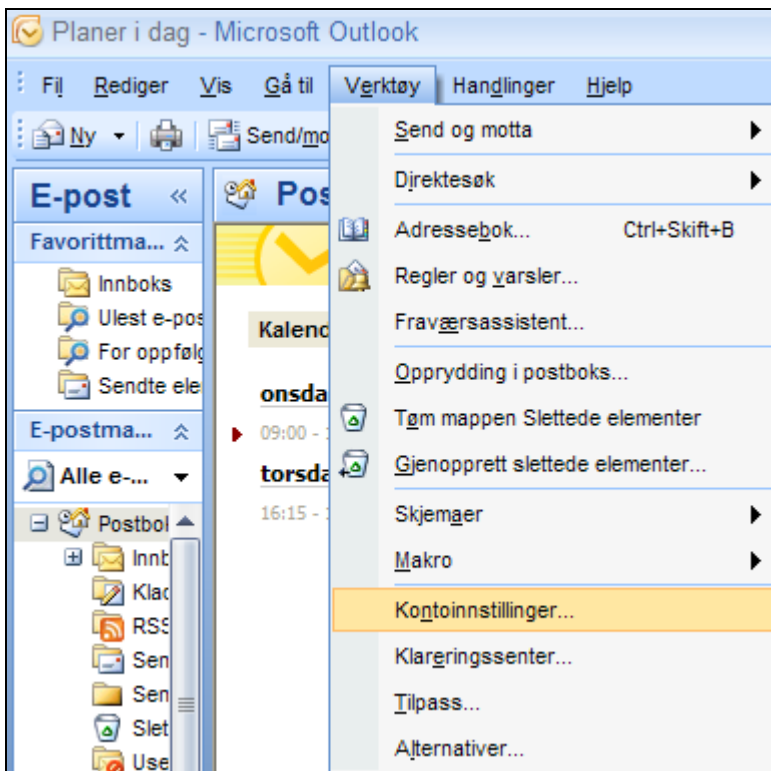 Planer i dag - Microsoft Outlook
Fil Rediger Vis Gå til Verktøy Handlinger Hjelp
Ny Send/mo
E-post «
Favorittma...
Innboks
Ulest e-pos
For oppfølg
Sendte ele
E-postma...
Alle e-...
Postbok
Innb
Klad
RSS
Sen
Sen
Slet
Use
Pos
Kalend
onsda
09:00 -
torsda
16:15 -
Send og motta
Direktesøk
Adressebok... Ctrl+Skift+B
Regler og varsler...
Fraværsassistent...
Opprydding i postboks...
Tøm mappen Slettede elementer
Gjenopprett slettede elementer...
Skjemaer
Makro
Kontoinnstillinger...
Klareringssenter...
Tilpass...
Alternativer...